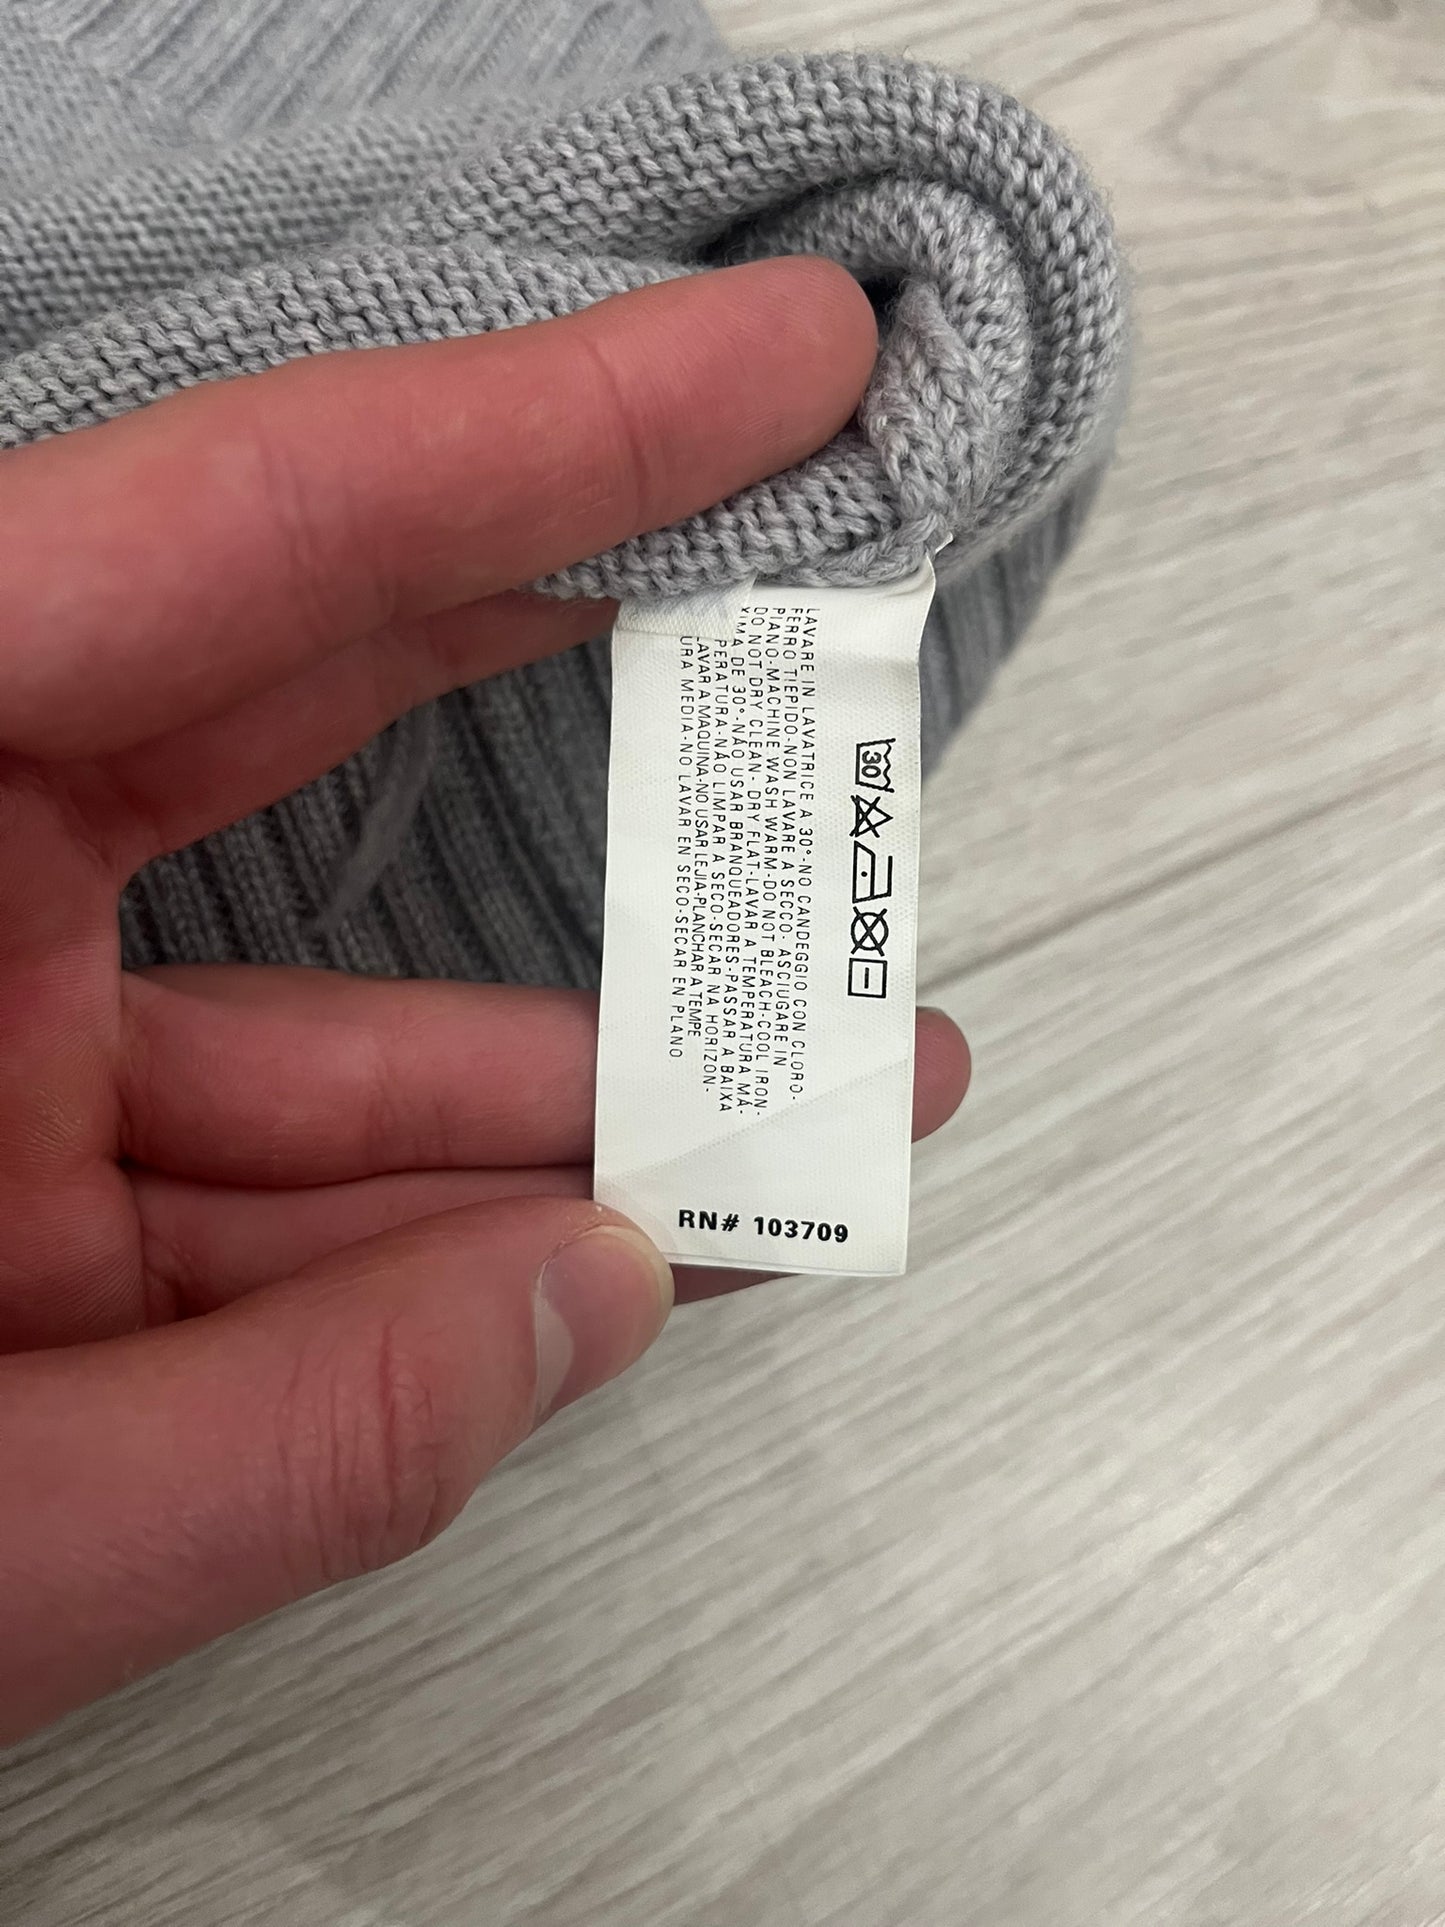 30
LAVARE IN LAVATRICE A 30°-NO CANDEGGIO CON CLORO-
FERRO TIEPIDO-NON LAVARE A SECCO- ASCIUGARE IN
PIANO-MACHINE WASH WARM-DO NOT BLEACH-COOL IRON-
DO NOT DRY CLEAN- DRY FLAT-LAVAR A TEMPERATURA MÁ-
XIMA DE 30°-NÃO USAR BRANQUEADORES-PASSAR A BAIXA
PERATURA-NÃO LIMPAR A SECO-SECAR NA HORIZON-
LAVAR A MAQUINA-NO USAR LEJIA-PLANCHAR A TEMPE
URA MEDIA-NO LAVAR EN SECO-SECAR EN PLANO
RN# 103709